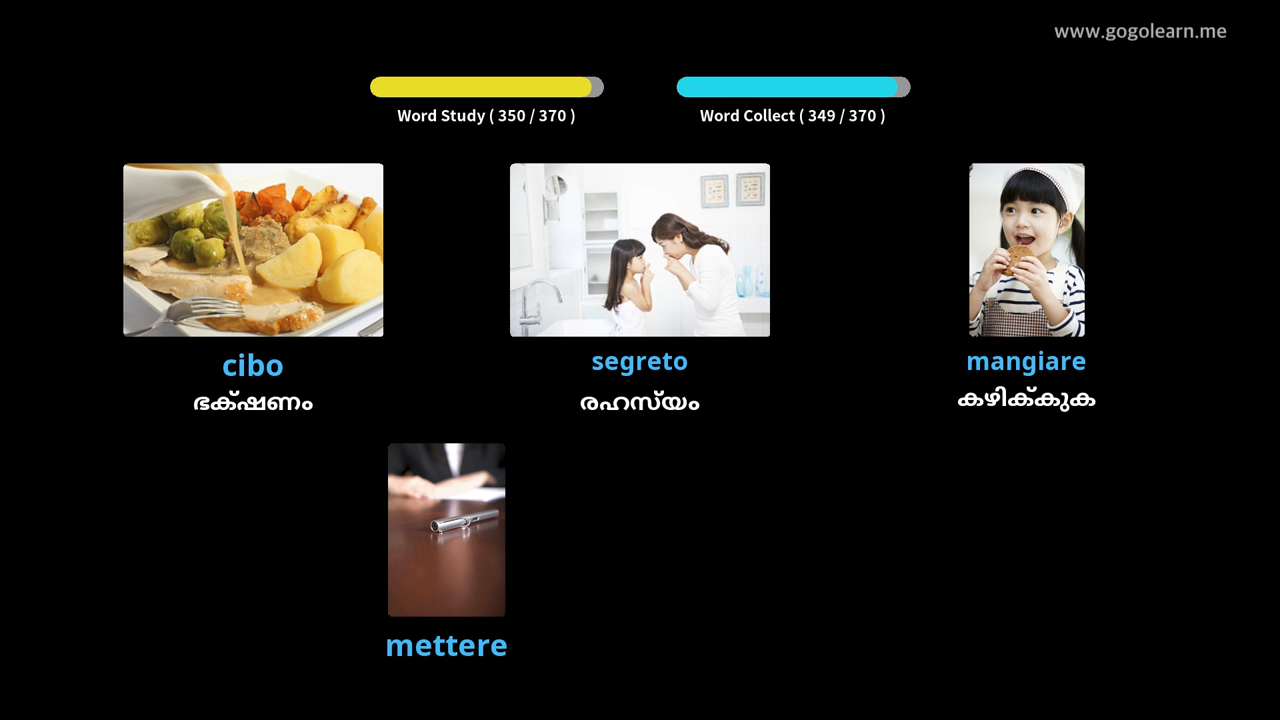 www.gogolearn.me
Word Study ( 350 / 370 )
Word Collect ( 349 / 370 )
cibo
ഭക്ഷണം
segreto
രഹസ്യം
mangiare
കഴിക്കുക
mettere